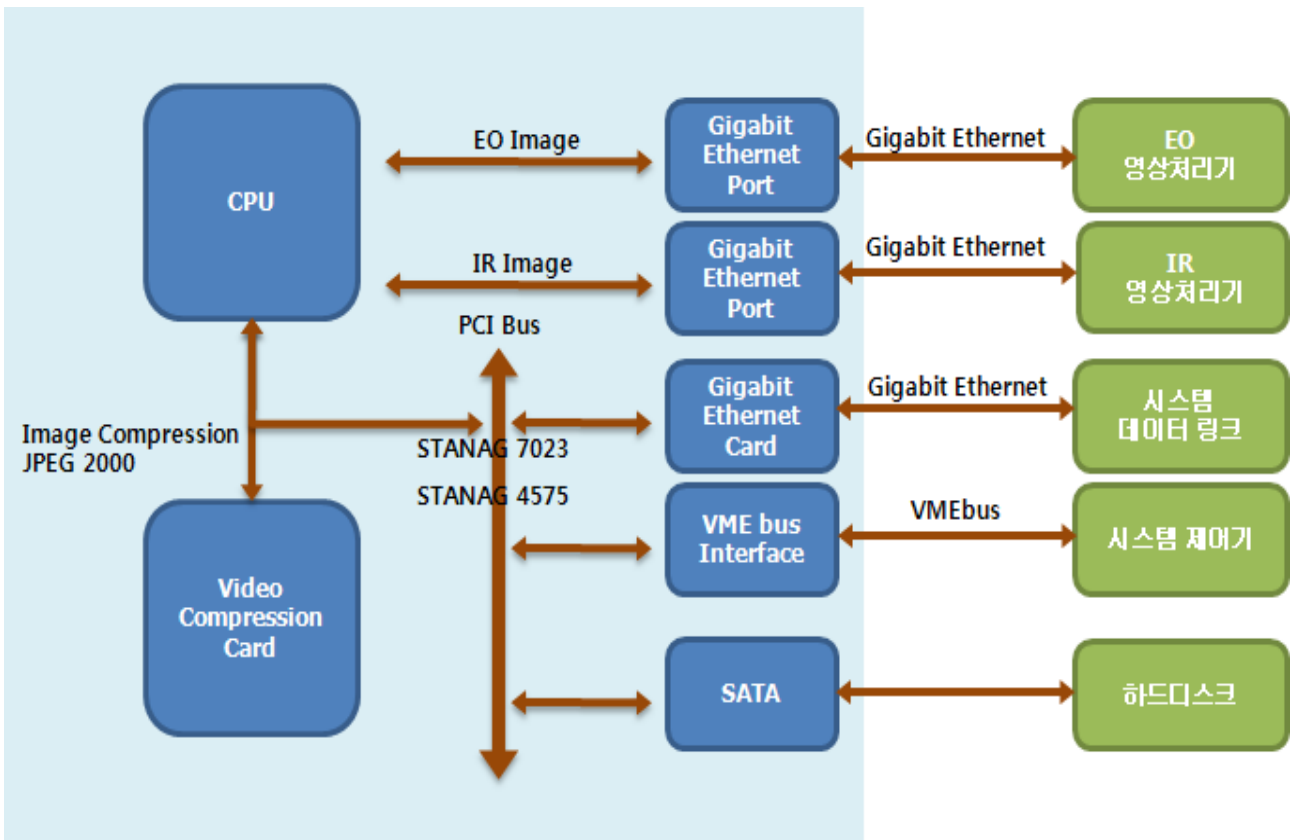 CPU
EO Image
Gigabit
Ethernet
Port
Gigabit Ethernet
EO
영상처리기
IR Image
Gigabit
Ethernet
Port
Gigabit Ethernet
IR
영상처리기
PCI Bus
Gigabit
Ethernet
Card
Gigabit Ethernet
시스템
데이터 링크
Image Compression
JPEG 2000
STANAG 7023
STANAG 4575
VME bus
Interface
VMEbus
시스템 제어기
Video
Compression
Card
SATA
하드디스크